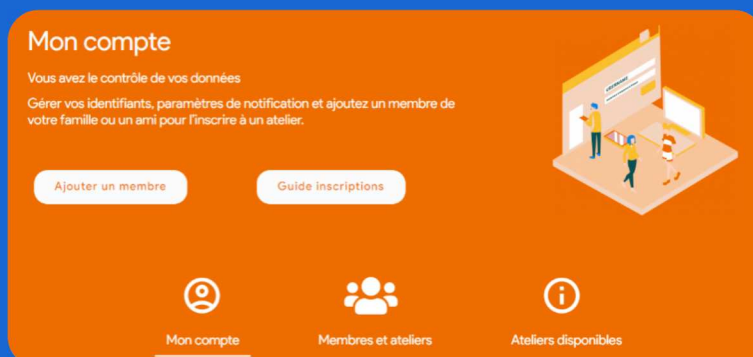 Mon compte
Vous avez le contrôle de vos données
Gérer vos identifiants, paramètres de notification et ajoutez un membre de
votre famille ou un ami pour l'inscrire à un atelier.
Ajouter un membre
Guide inscriptions
Mon compte
Membres et ateliers
Ateliers disponibles